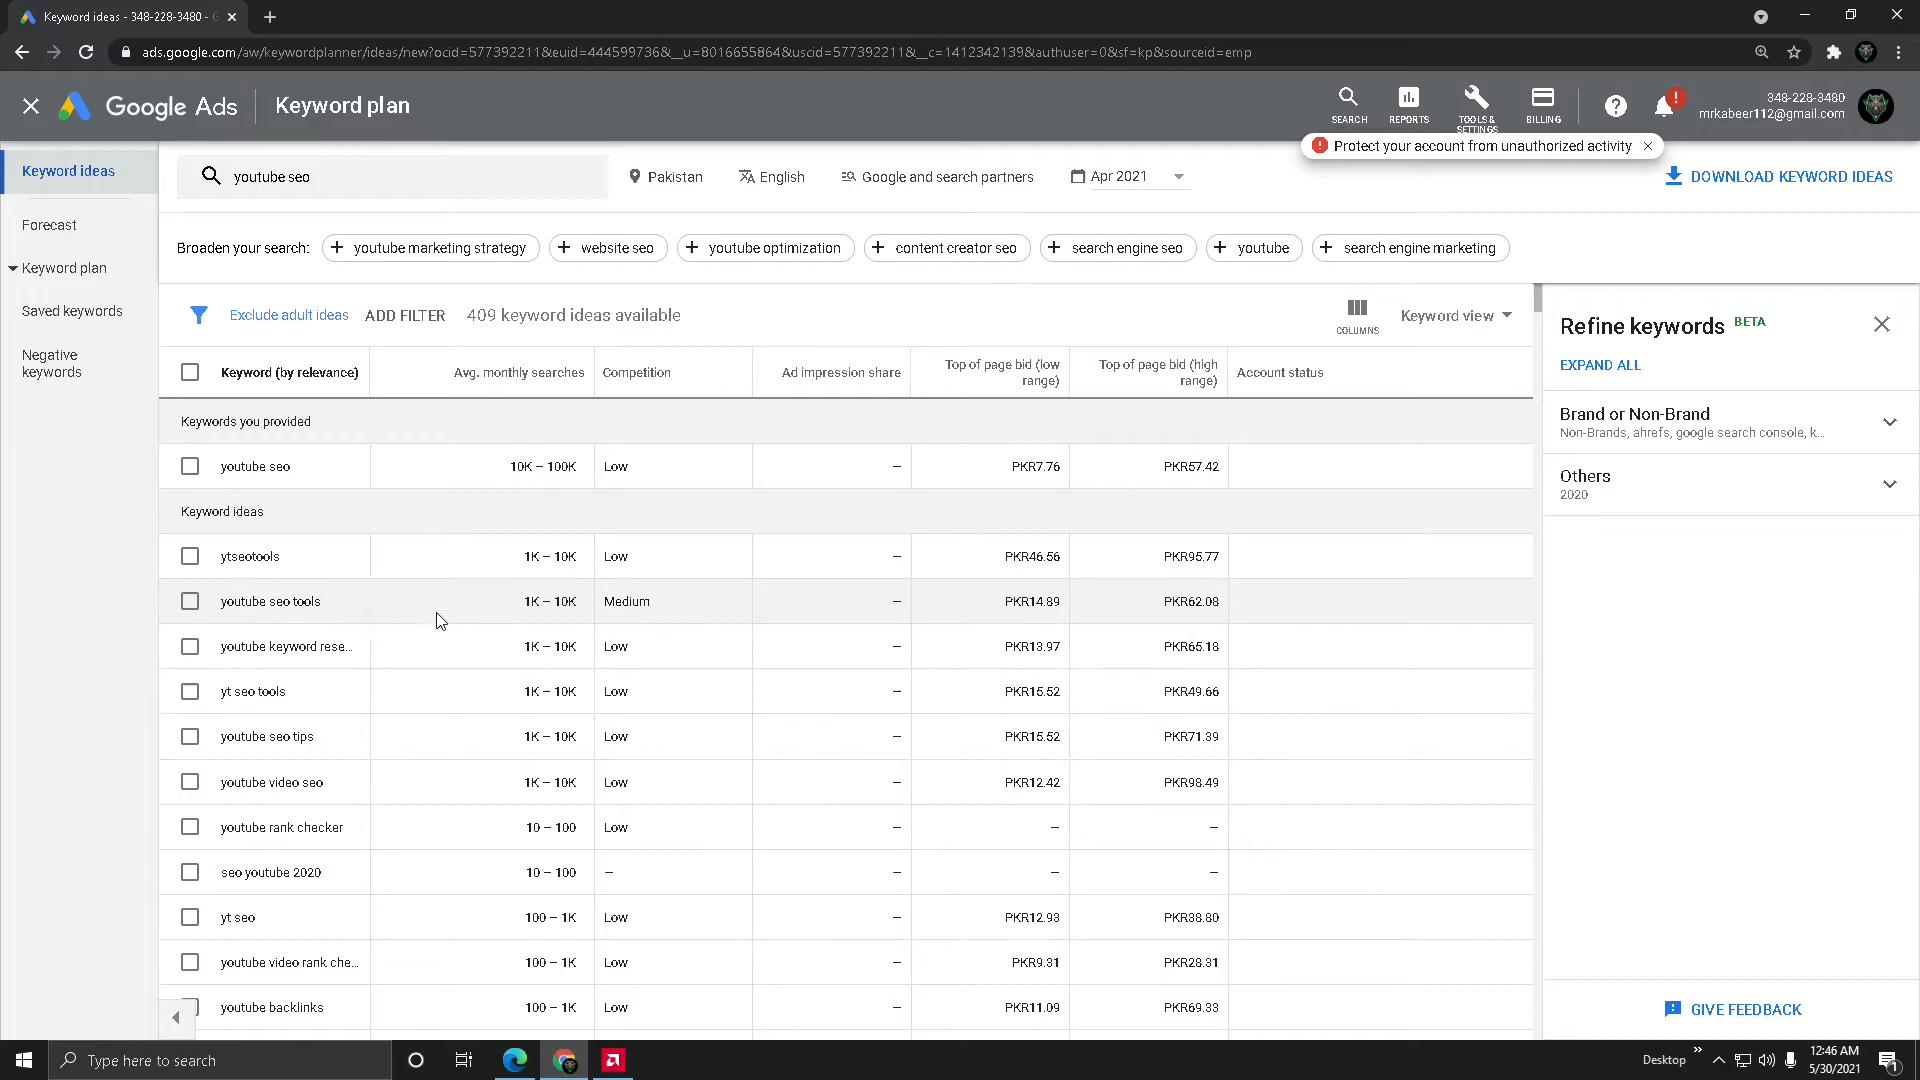 Keyword ideas - 348-228-3480 - G
ads.google.com/aw/keywordplanner/ideas/new?ocid=577392211&euid=444599736&__u=8016655864&uscid=577392211&__c=1412342139&authuser=0&sf=kp&sourceid=emp
Google Ads
Keyword plan
SEARCH
REPORTS
TOOLS & SETTINGS
BILLING
348-228-3480
mrkabeer112@gmail.com
Protect your account from unauthorized activity
Keyword ideas
Forecast
Keyword plan
Saved keywords
Negative
keywords
youtube seo
Pakistan
English
Google and search partners
Apr 2021
DOWNLOAD KEYWORD IDEAS
Broaden your search: youtube marketing strategy website seo youtube optimization content creator seo search engine seo youtube search engine marketing
Exclude adult ideas ADD FILTER 409 keyword ideas available
COLUMNS
Keyword view
Keyword (by relevance) Avg. monthly searches Competition Ad impression share Top of page bid (low range) Top of page bid (high range) Account status
Keywords you provided
youtube seo 10K – 100K Low – PKR7.76 PKR57.42
Keyword ideas
ytseotools 1K – 10K Low – PKR46.56 PKR95.77
youtube seo tools 1K – 10K Medium – PKR14.89 PKR62.08
youtube keyword rese... 1K – 10K Low – PKR13.97 PKR65.18
yt seo tools 1K – 10K Low – PKR15.52 PKR49.66
youtube seo tips 1K – 10K Low – PKR15.52 PKR71.39
youtube video seo 1K – 10K Low – PKR12.42 PKR98.49
youtube rank checker 10 – 100 Low – – –
seo youtube 2020 10 – 100 – – – –
yt seo 100 – 1K Low – PKR12.93 PKR38.80
youtube video rank che... 100 – 1K Low – PKR9.31 PKR28.31
youtube backlinks 100 – 1K Low – PKR11.09 PKR69.33
Refine keywords BETA
EXPAND ALL
Brand or Non-Brand
Non-Brands, ahrefs, google search console, k...
Others
2020
GIVE FEEDBACK
Type here to search
Desktop
12:46 AM
5/30/2021
1